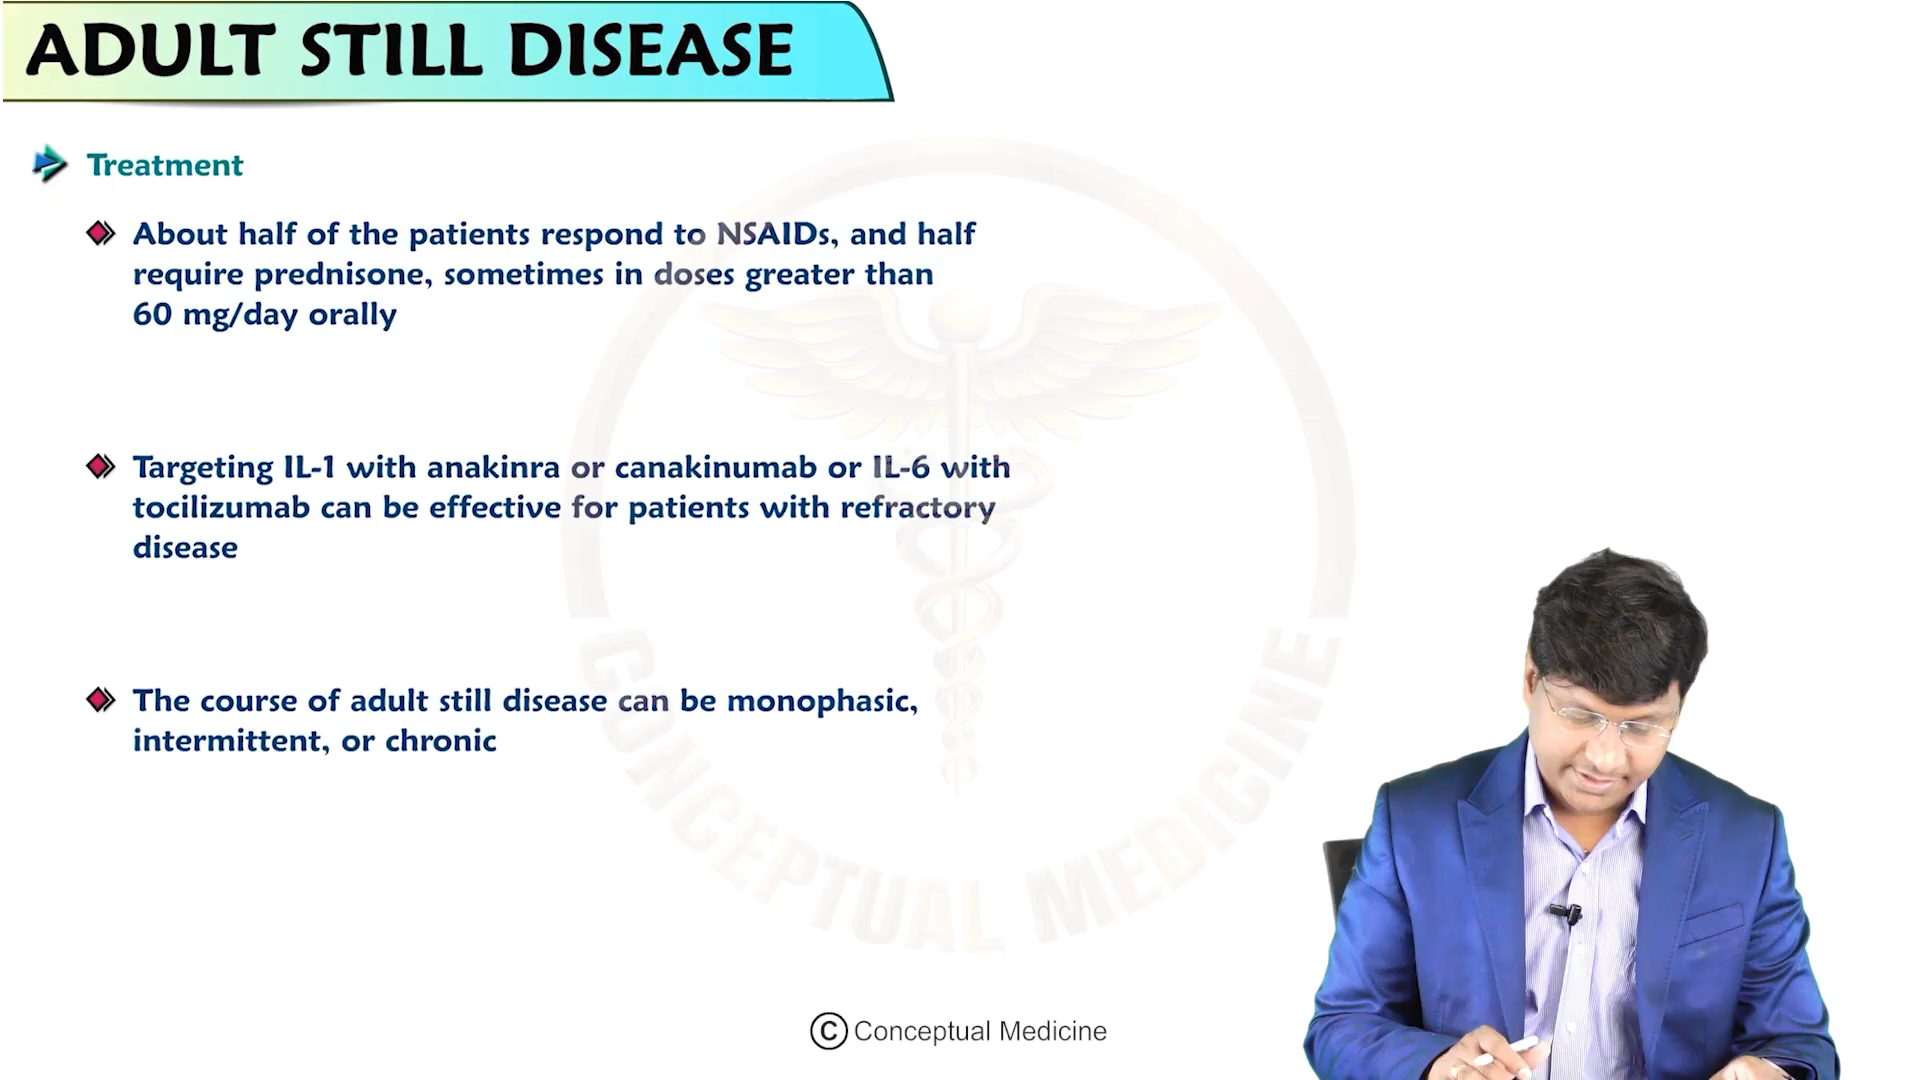 ADULT STILL DISEASE
Treatment
About half of the patients respond to NSAIDs, and half
require prednisone, sometimes in doses greater than
60 mg/day orally
Targeting IL-1 with anakinra or canakinumab or IL-6 with
tocilizumab can be effective for patients with refractory
disease
The course of adult still disease can be monophasic,
intermittent, or chronic
CONCEPTUAL MEDICINE
© Conceptual Medicine